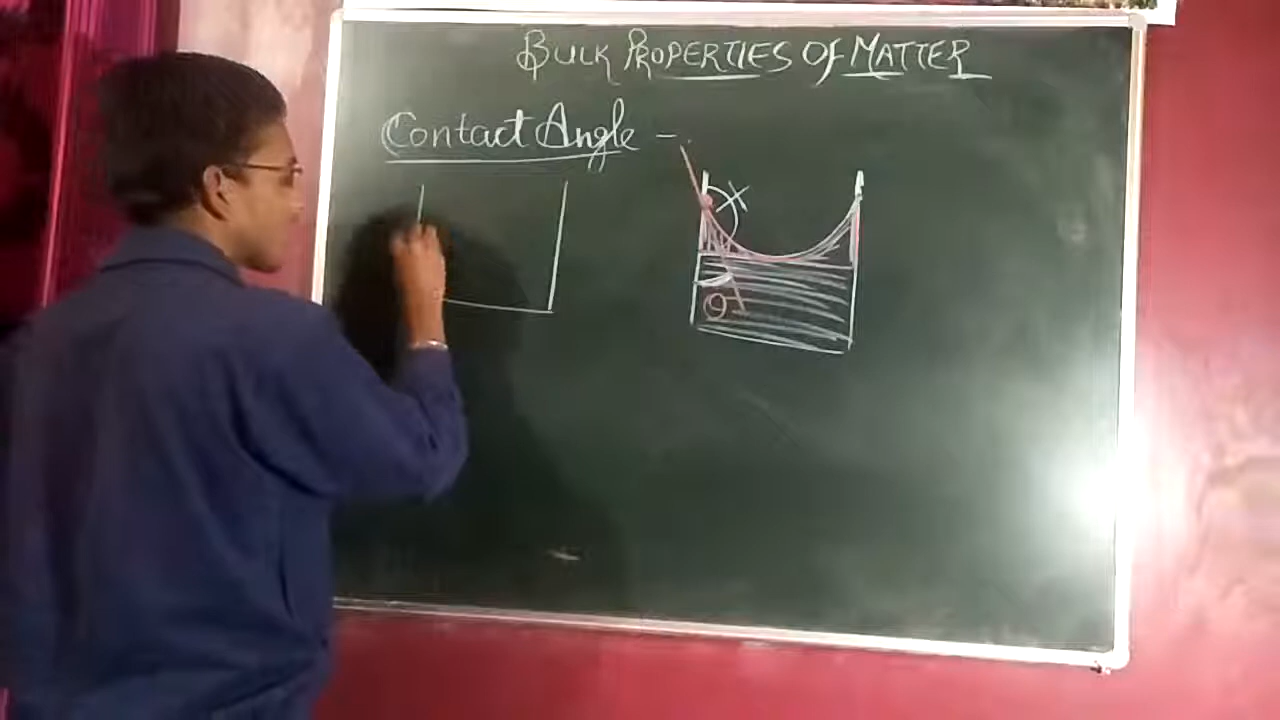 BULK PROPERTIES OF MATTER
Contact Angle -
X
θ